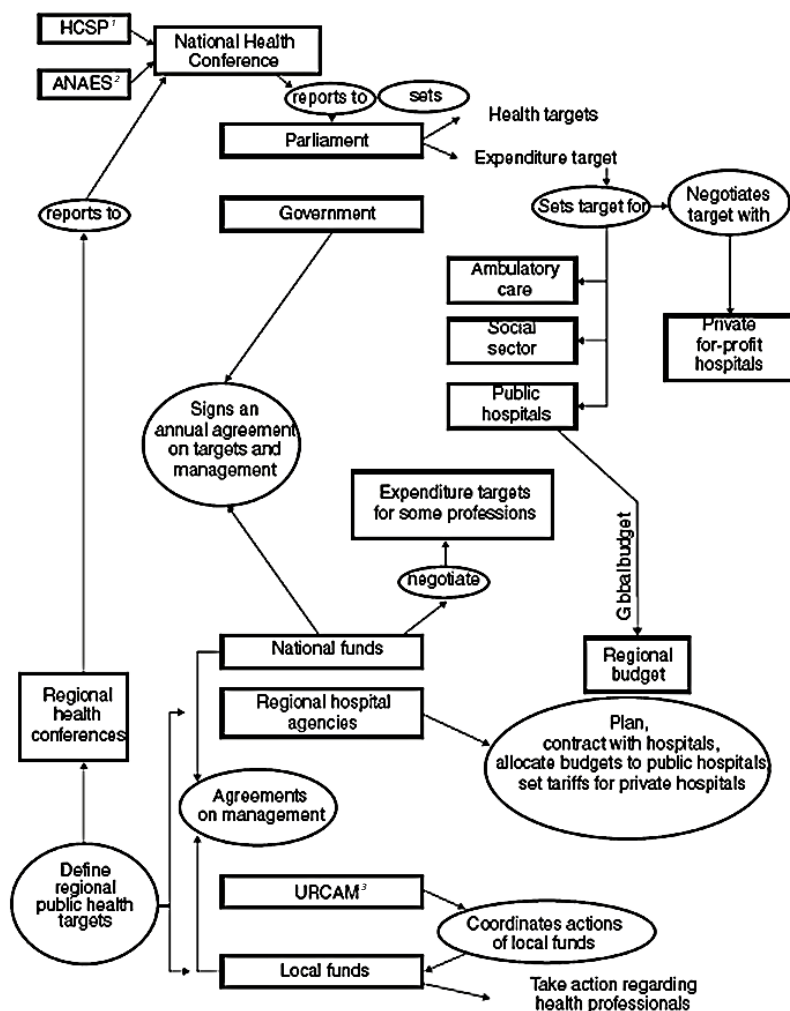 HCSP1
National Health
Conference
ANAES2
reports to
sets
Health targets
Parliament
Expenditure target
reports to
Government
Sets target for
Negotiates
target with
Ambulatory
care
Social
sector
Private
for-profit
hospitals
Public
hospitals
Signs an
annual agreement
on targets and
management
Expenditure targets
for some professions
negotiate
Gibbal budget
National funds
Regional
budget
Regional
health
conferences
Regional hospital
agencies
Plan,
contract with hospitals,
allocate budgets to public hospitals
set tariffs for private hospitals
Agreements
on management
Define
regional
public health
targets
URCAM3
Coordinates actions
of local funds
Local funds
Take action regarding
health professionals